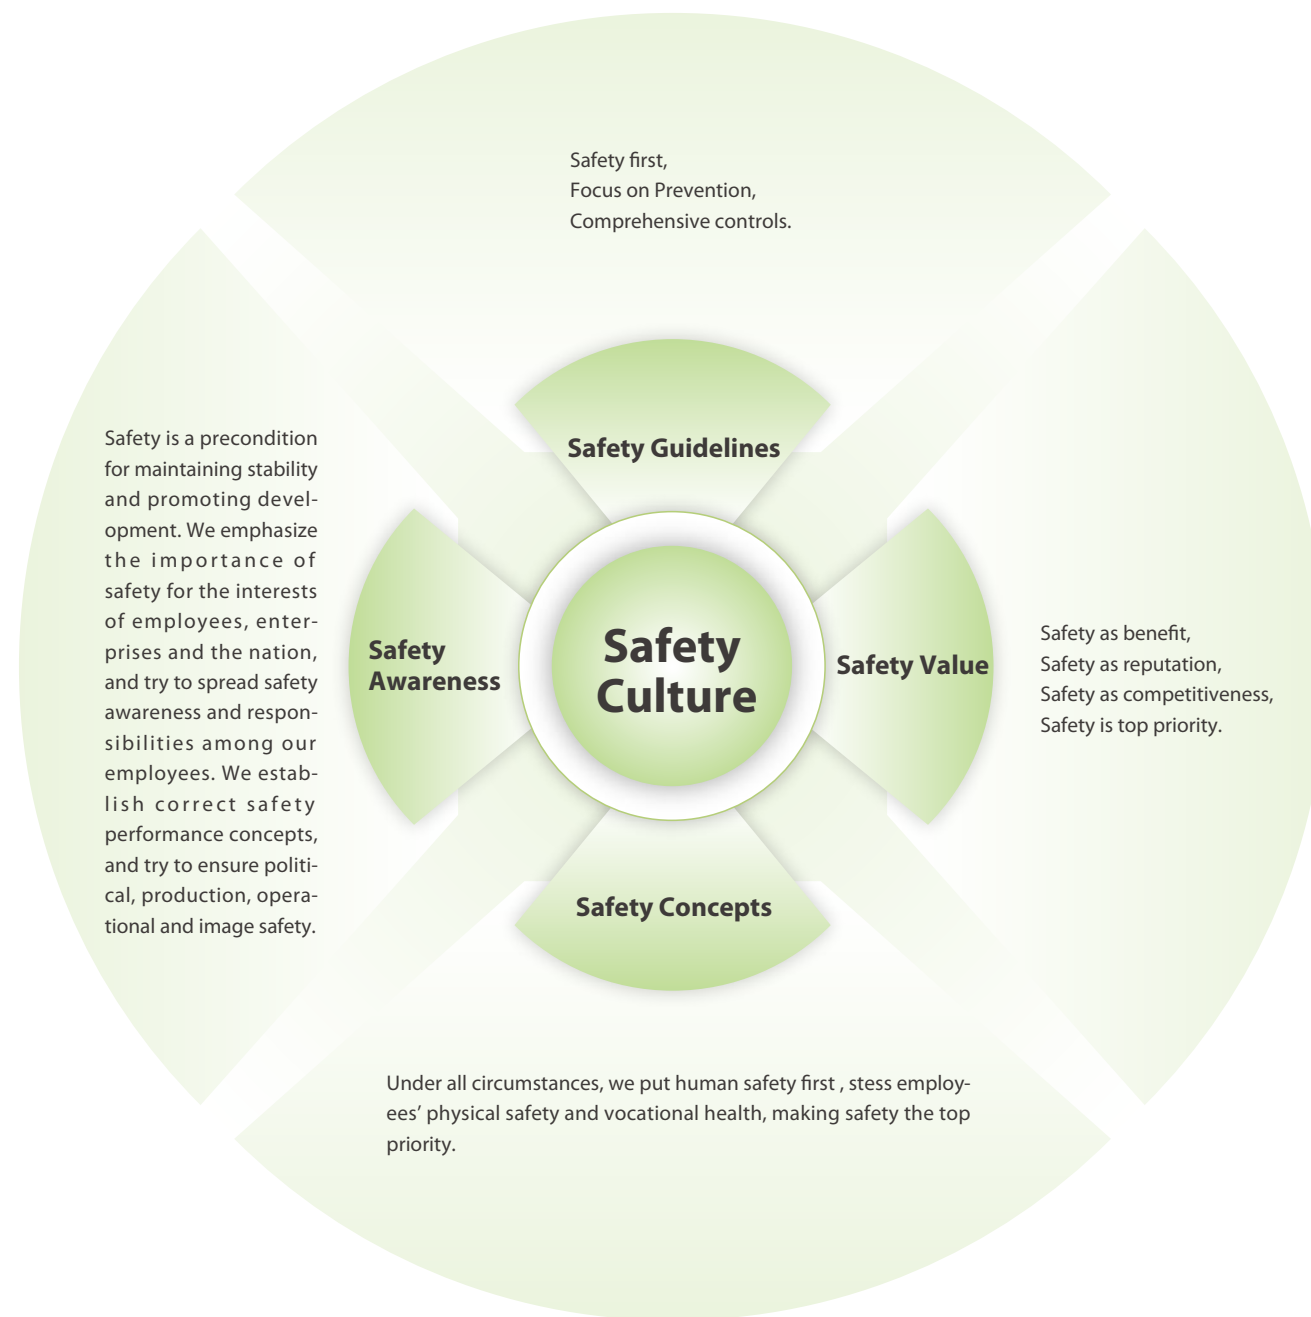 Safety first,
Focus on Prevention,
Comprehensive controls.
Safety Guidelines
Safety is a precondition
for maintaining stability
and promoting devel-
opment. We emphasize
the importance of
safety for the interests
of employees, enter-
prises and the nation,
and try to spread safety
awareness and respon-
sibilities among our
employees. We estab-
lish correct safety
performance concepts,
and try to ensure politi-
cal, production, opera-
tional and image safety.
Safety
Awareness
Safety
Culture
Safety Value
Safety as benefit,
Safety as reputation,
Safety as competitiveness,
Safety is top priority.
Safety Concepts
Under all circumstances, we put human safety first , stess employ-
ees’ physical safety and vocational health, making safety the top
priority.